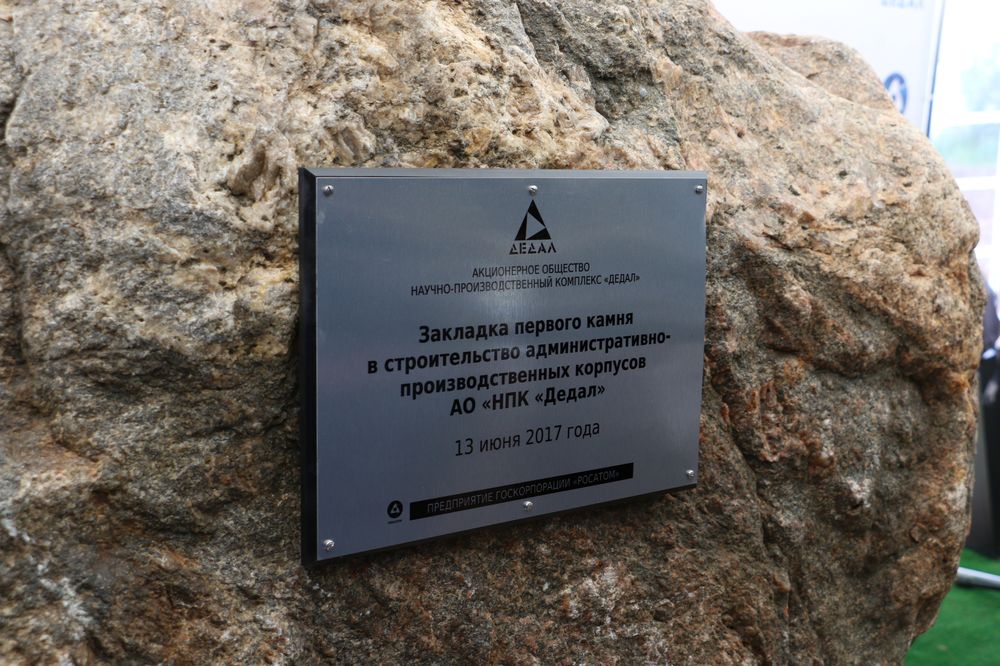 ДЕДАЛ
ДЕДАЛ
АКЦИОНЕРНОЕ ОБЩЕСТВО
НАУЧНО-ПРОИЗВОДСТВЕННЫЙ КОМПЛЕКС «ДЕДАЛ»
Закладка первого камня
в строительство административно-
производственных корпусов
АО «НПК «Дедал»
13 июня 2017 года
ПРЕДПРИЯТИЕ ГОСКОРПОРАЦИИ «РОСАТОМ»